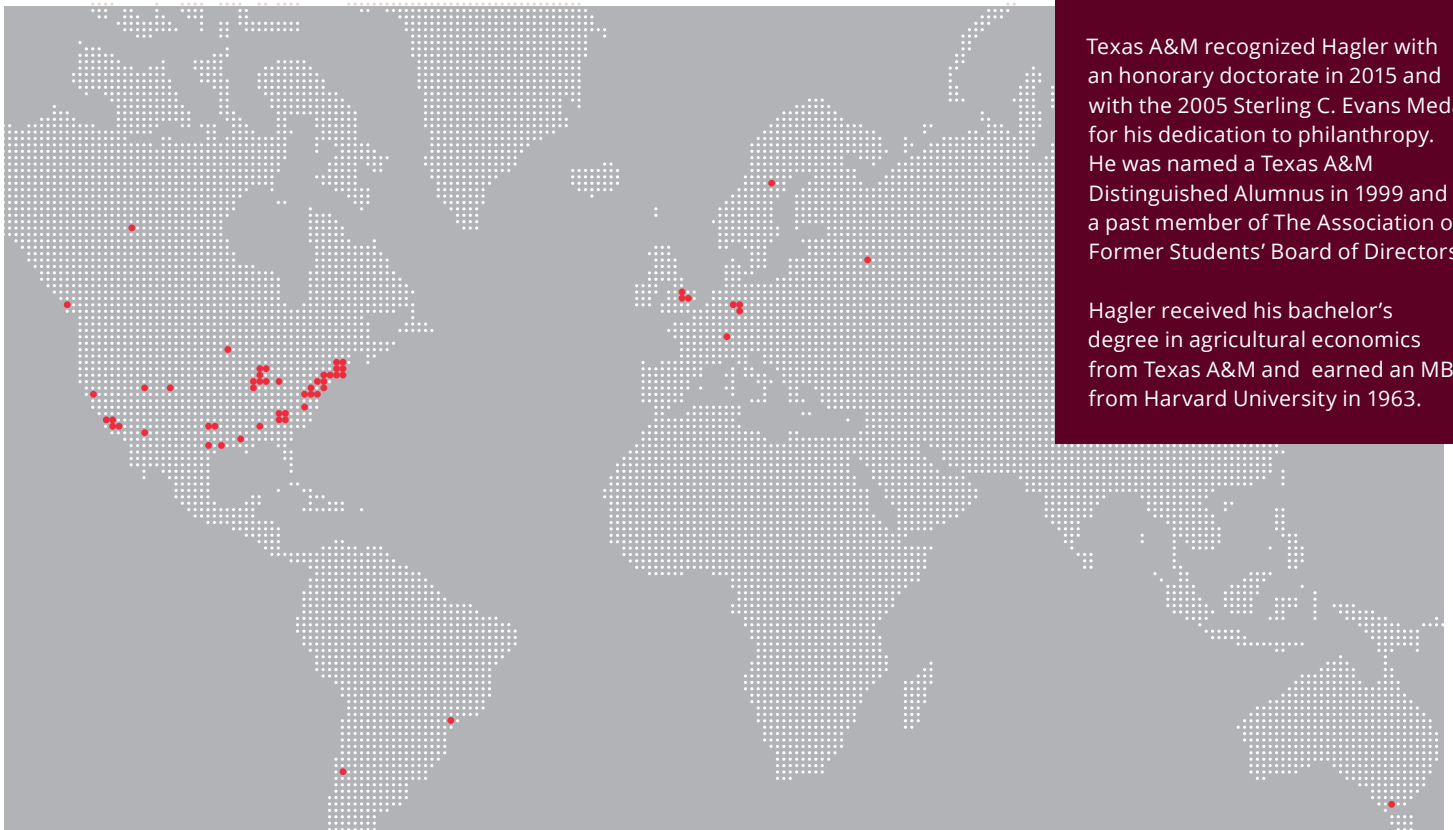 Texas A&M recognized Hagler with
an honorary doctorate in 2015 and
with the 2005 Sterling C. Evans Med
for his dedication to philanthropy.
He was named a Texas A&M
Distinguished Alumnus in 1999 and
a past member of The Association o
Former Students’ Board of Directors
Hagler received his bachelor’s
degree in agricultural economics
from Texas A&M and earned an MB
from Harvard University in 1963.